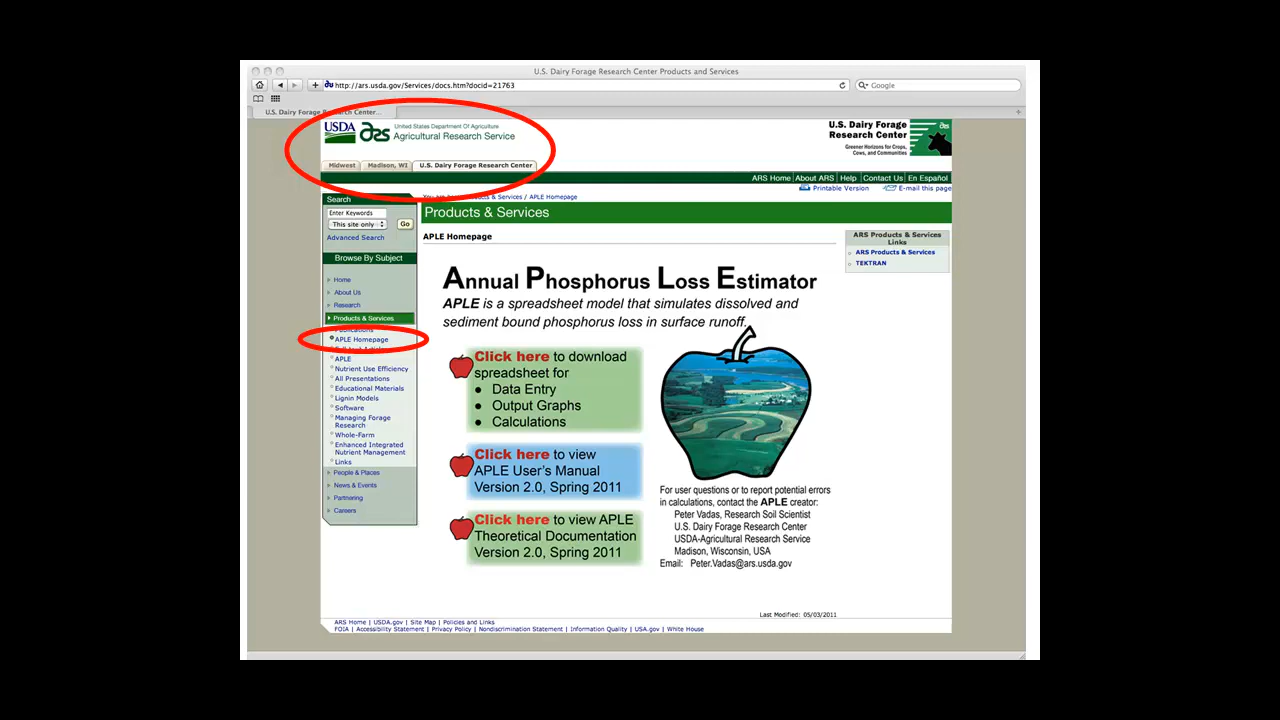 U.S. Dairy Forage Research Center Products and Services
http://ars.usda.gov/Services/docs.htm?docid=21763
Google
U.S. Dairy Forage Research Center...
USDA
United States Department Of Agriculture
Agricultural Research Service
U.S. Dairy Forage
Research Center
Greener Horizons for Crops,
Cows, and Communities
Midwest
Madison, WI
U.S. Dairy Forage Research Center
ARS Home | About ARS | Help | Contact Us | En Español
Printable Version
E-mail this page
Products & Services / APLE Homepage
Search
Enter Keywords
This site only
Go
Advanced Search
Browse By Subject
Home
About Us
Research
Products & Services
APLE Homepage
APLE
Nutrient Use Efficiency
All Presentations
Educational Materials
Lignin Models
Software
Managing Forage
Research
Whole-Farm
Enhanced Integrated
Nutrient Management
Links
People & Places
News & Events
Partnering
Careers
Products & Services
APLE Homepage
Annual Phosphorus Loss Estimator
APLE is a spreadsheet model that simulates dissolved and
sediment bound phosphorus loss in surface runoff.
Click here to download
spreadsheet for
● Data Entry
● Output Graphs
● Calculations
Click here to view
APLE User's Manual
Version 2.0, Spring 2011
Click here to view APLE
Theoretical Documentation
Version 2.0, Spring 2011
For user questions or to report potential errors
in calculations, contact the APLE creator:
Peter Vadas, Research Soil Scientist
U.S. Dairy Forage Research Center
USDA-Agricultural Research Service
Madison, Wisconsin, USA
Email: Peter.Vadas@ars.usda.gov
ARS Products & Services
Links
ARS Products & Services
TEKTRAN
Last Modified: 05/03/2011
ARS Home | USDA.gov | Site Map | Policies and Links
FOIA | Accessibility Statement | Privacy Policy | Nondiscrimination Statement | Information Quality | USA.gov | White House